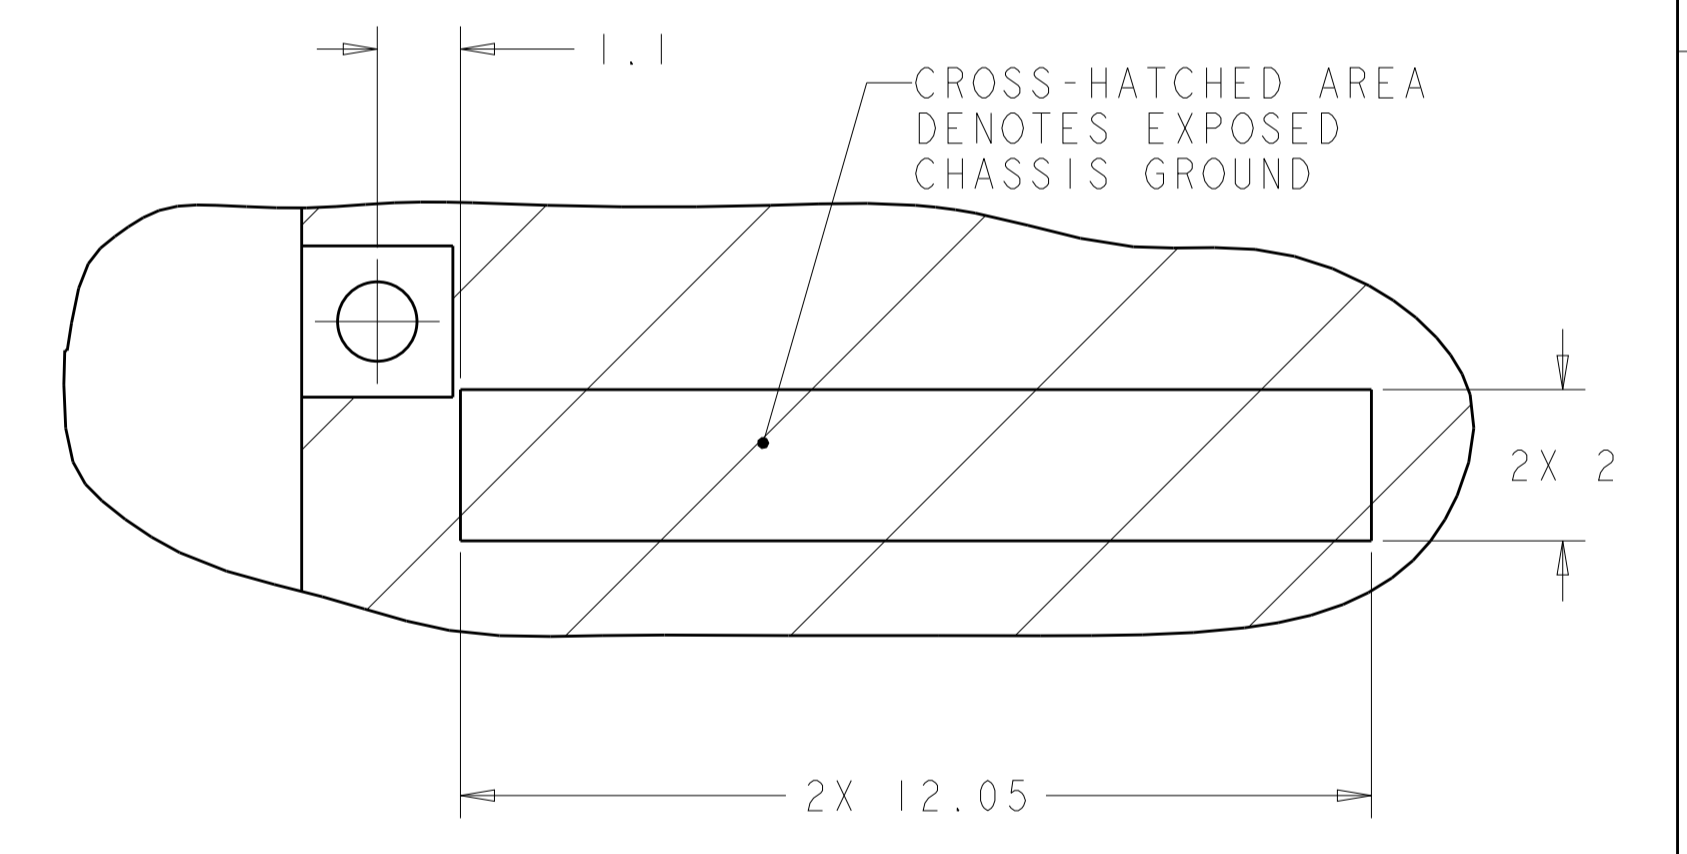 1.1
CROSS-HATCHED AREA
DENOTES EXPOSED
CHASSIS GROUND
2X 2
2X 12.05